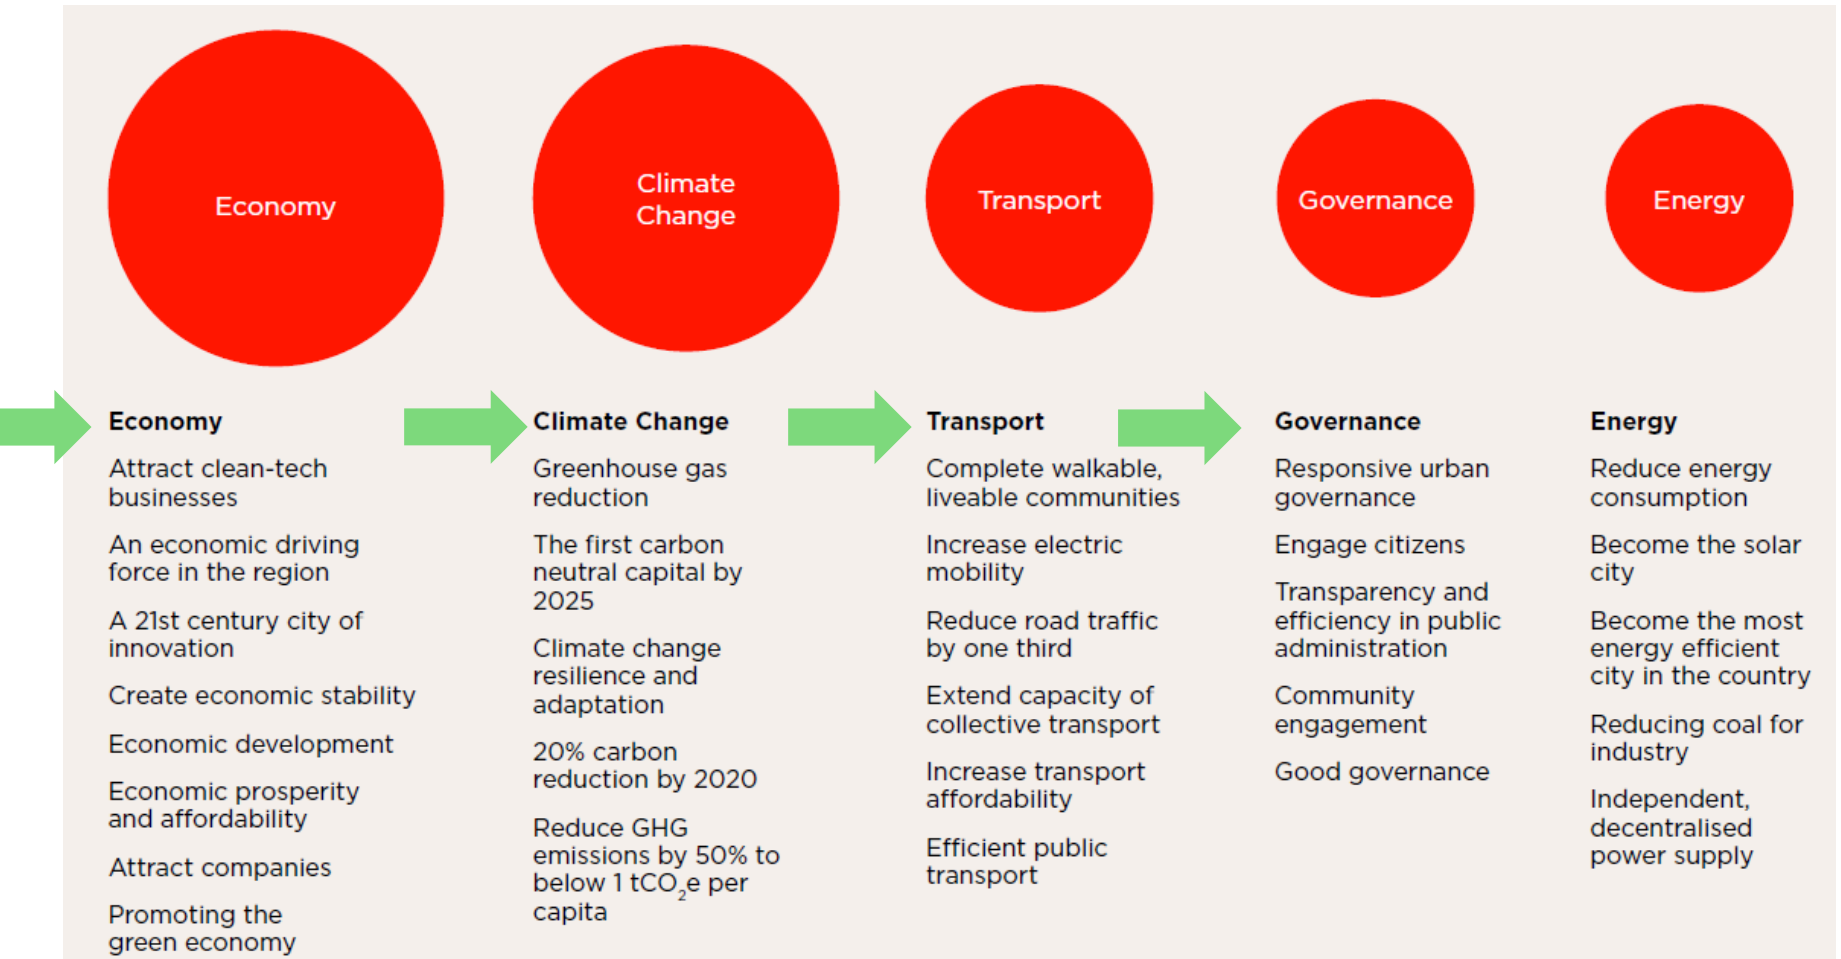 Economy
Climate
Change
Transport
Governance
Energy
Economy
Attract clean-tech
businesses
An economic driving
force in the region
A 21st century city of
innovation
Create economic stability
Economic development
Economic prosperity
and affordability
Attract companies
Promoting the
green economy
Climate Change
Greenhouse gas
reduction
The first carbon
neutral capital by
2025
Climate change
resilience and
adaptation
20% carbon
reduction by 2020
Reduce GHG
emissions by 50% to
below 1 tCO₂e per
capita
Transport
Complete walkable,
liveable communities
Increase electric
mobility
Reduce road traffic
by one third
Extend capacity of
collective transport
Increase transport
affordability
Efficient public
transport
Governance
Responsive urban
governance
Engage citizens
Transparency and
efficiency in public
administration
Community
engagement
Good governance
Energy
Reduce energy
consumption
Become the solar
city
Become the most
energy efficient
city in the country
Reducing coal for
industry
Independent,
decentralised
power supply